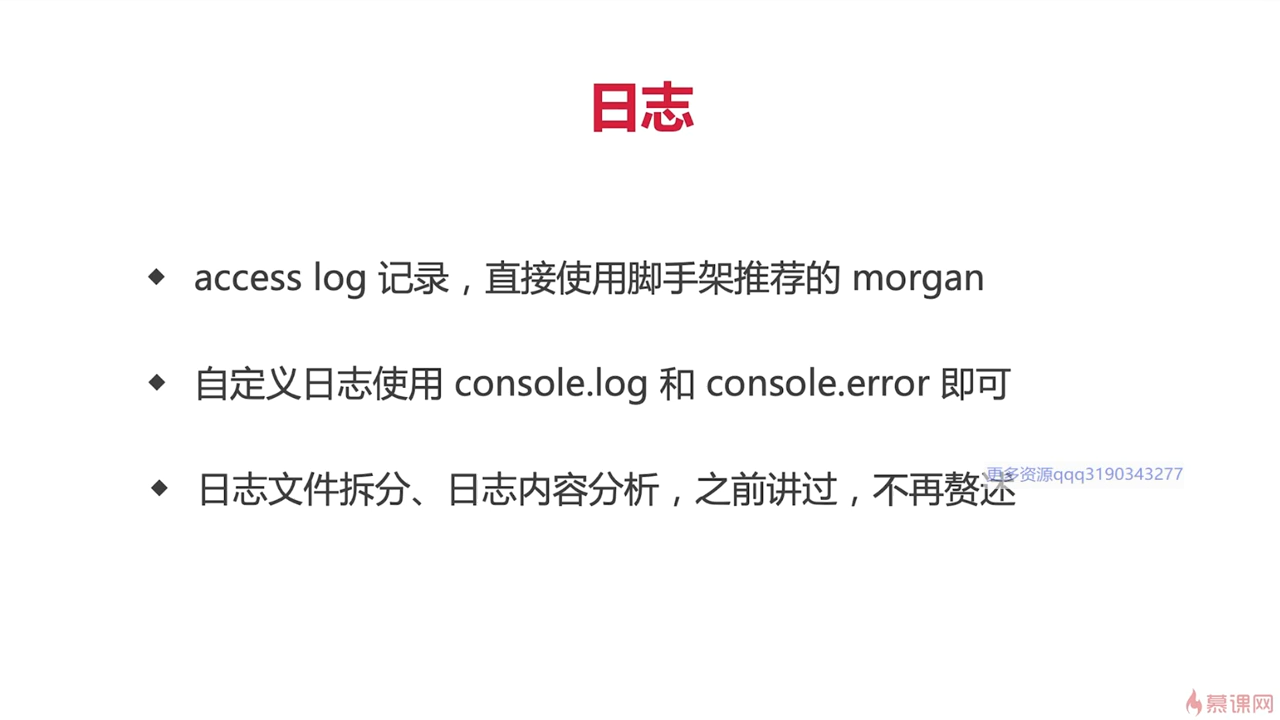 日志
◆ access log 记录，直接使用脚手架推荐的 morgan
◆ 自定义日志使用 console.log 和 console.error 即可
◆ 日志文件拆分、日志内容分析，之前讲过，不再赘述
更多资源qqq3190343277
慕课网